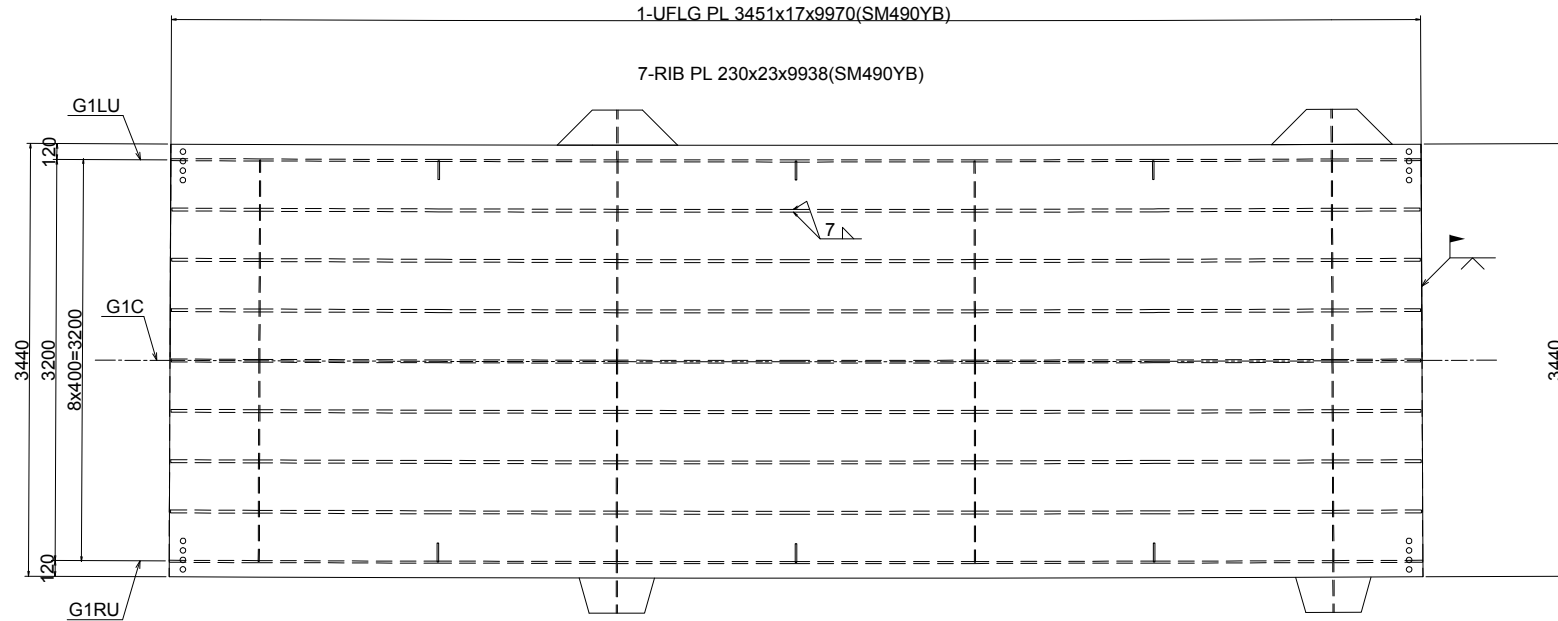 1-UFLG PL 3451x17x9970(SM490YB)
7-RIB PL 230x23x9938(SM490YB)
G1LU
120
7
G1C
3440
3200
8x400=3200
3440
120
G1RU